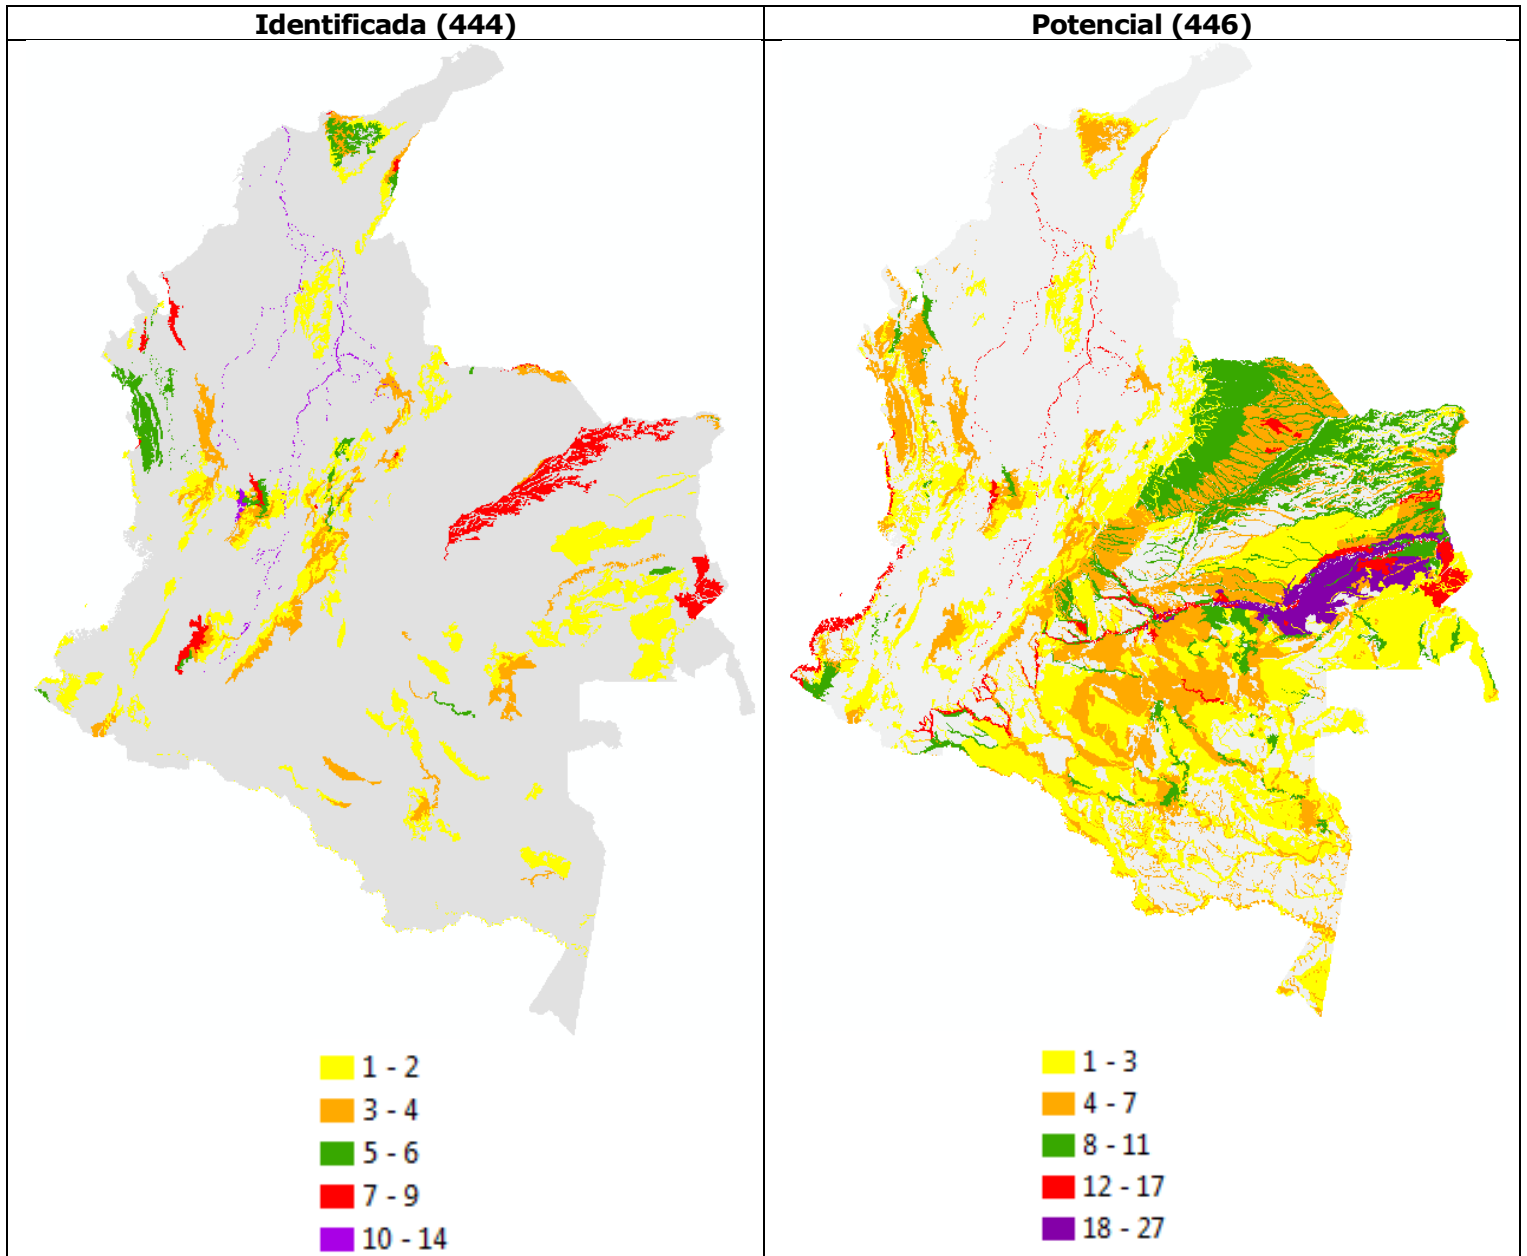 Identificada (444)
Potencial (446)
1 - 2
3 - 4
5 - 6
7 - 9
10 - 14
1 - 3
4 - 7
8 - 11
12 - 17
18 - 27